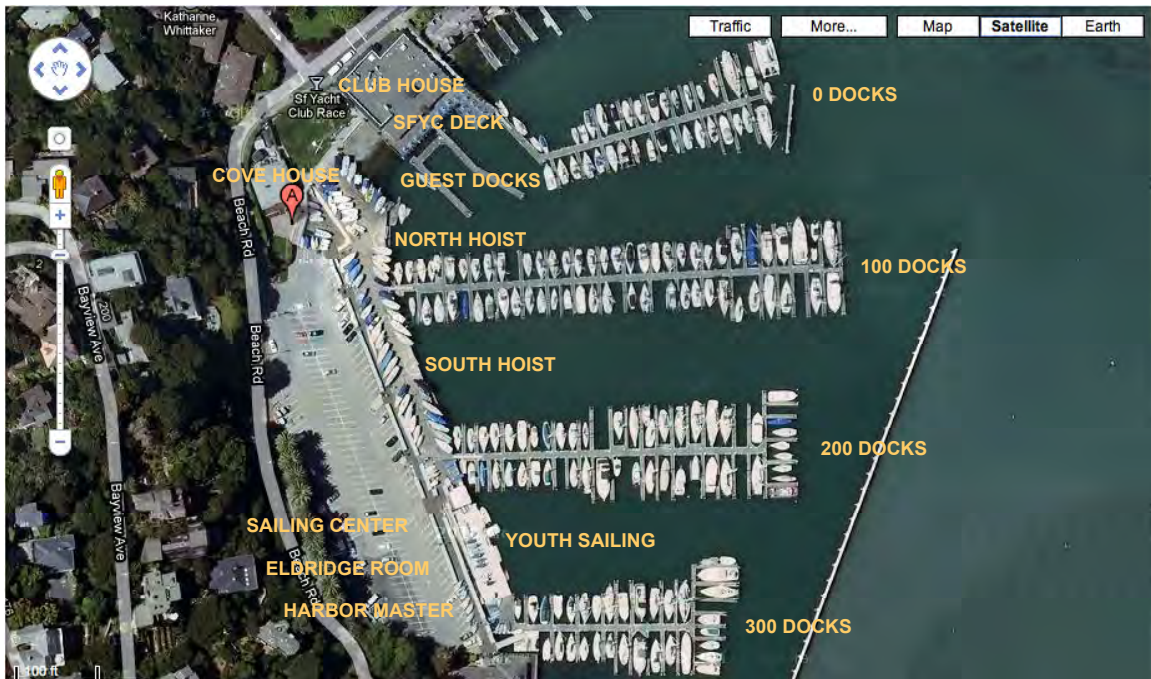 Katharine
Whittaker
Traffic
More...
Map
Satellite
Earth
CLUB HOUSE
Sf Yacht
Club Race
0 DOCKS
SFYC DECK
COVE HOUSE
GUEST DOCKS
A
Beach Rd
NORTH HOIST
100 DOCKS
2
200
Bayview Ave
Beach Rd
SOUTH HOIST
200 DOCKS
Bayview Ave
SAILING CENTER
YOUTH SAILING
ELDRIDGE ROOM
Beach Rd
HARBOR MASTER
300 DOCKS
100 ft